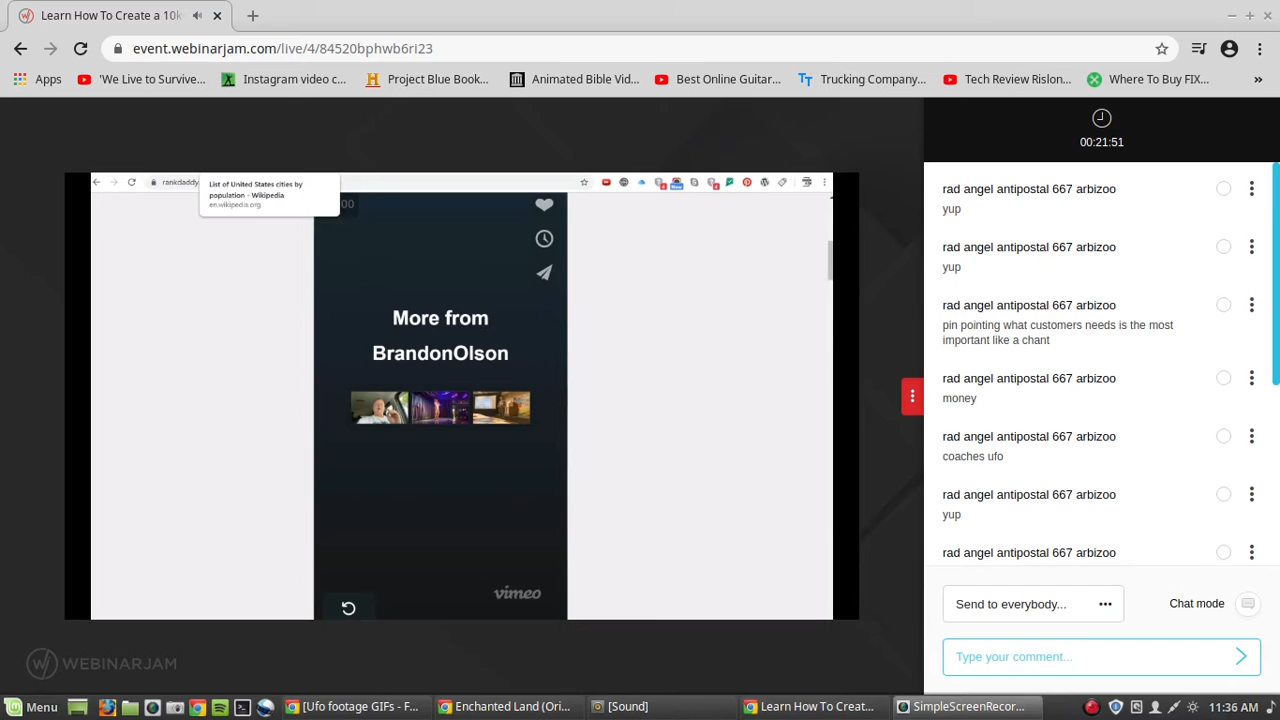 Learn How To Create a 10k
event.webinarjam.com/live/4/84520bphwb6ri23
Apps
'We Live to Survive...
Instagram video c...
Project Blue Book...
Animated Bible Vid...
Best Online Guitar...
Trucking Company...
Tech Review Rislon...
Where To Buy FIX...
»
00:21:51
rankdaddy
List of United States cities by
population - Wikipedia
en.wikipedia.org
New
00
More from
BrandonOlson
vimeo
WEBINARJAM
rad angel antipostal 667 arbizoo
yup
rad angel antipostal 667 arbizoo
yup
rad angel antipostal 667 arbizoo
pin pointing what customers needs is the most
important like a chant
rad angel antipostal 667 arbizoo
money
rad angel antipostal 667 arbizoo
coaches ufo
rad angel antipostal 667 arbizoo
yup
rad angel antipostal 667 arbizoo
Send to everybody...
Chat mode
Type your comment...
Menu
[Ufo footage GIFs - F...
Enchanted Land (Ori...
[Sound]
Learn How To Create...
SimpleScreenRecor...
11:36 AM